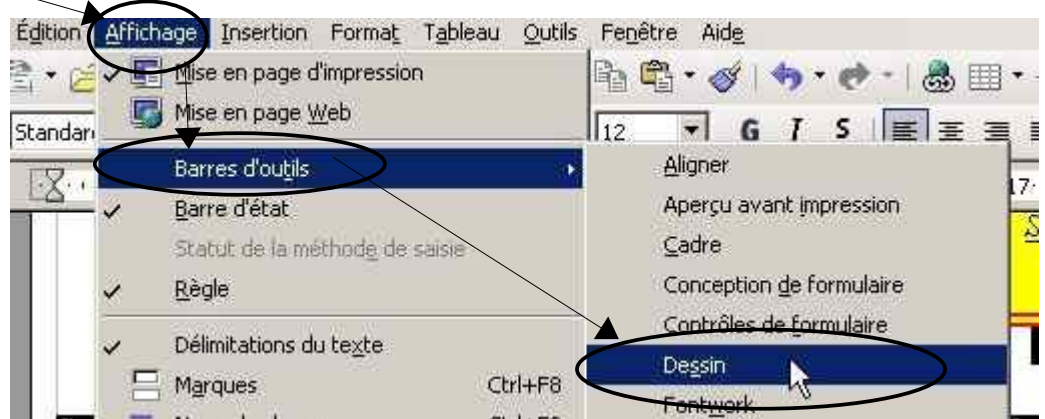 Édition Affichage Insertion Format Tableau Outils Fenêtre Aide
Mise en page d'impression
Mise en page Web
Standar
12 G I S
Barres d'outils
Barre d'état
Statut de la méthode de saisie
Règle
Délimitations du texte
Marques Ctrl+F8
Aligner
Aperçu avant impression
Cadre
Conception de formulaire
Contrôles de formulaire
Dessin
Fontwork
17